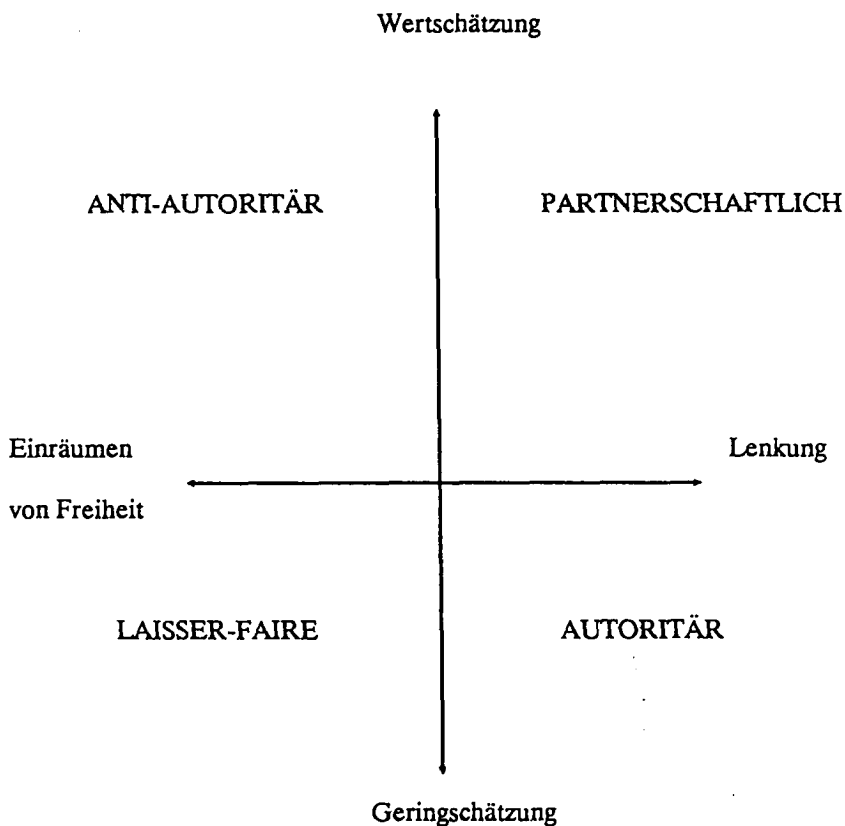 Wertschätzung
ANTI-AUTORITÄR PARTNERSCHAFTLICH
Einräumen Lenkung
von Freiheit
LAISSER-FAIRE AUTORITÄR
Geringschätzung